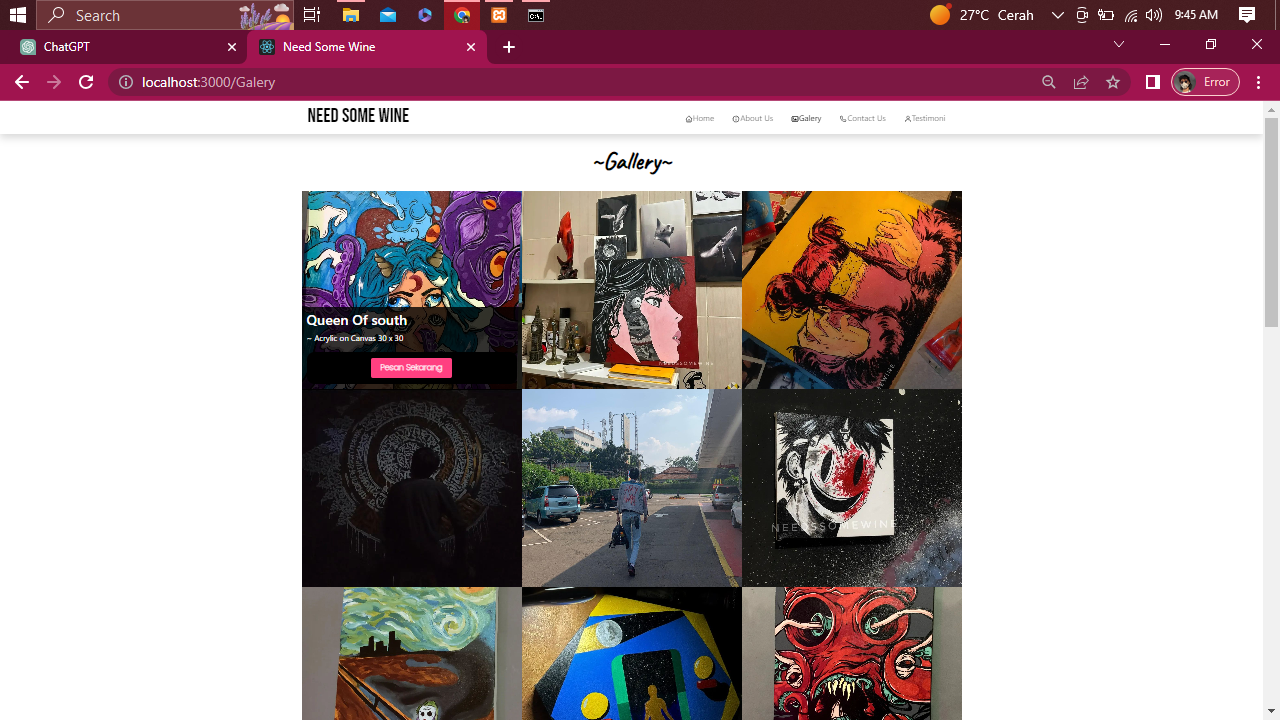 Search
27°C Cerah
9:45 AM
ChatGPT
Need Some Wine
localhost:3000/Galery
Error
NEED SOME WINE
Home
About Us
Galery
Contact Us
Testimoni
~Gallery~
Queen Of south
~ Acrylic on Canvas 30 x 30
Pesan Sekarang
NEEDSSOMEWINE